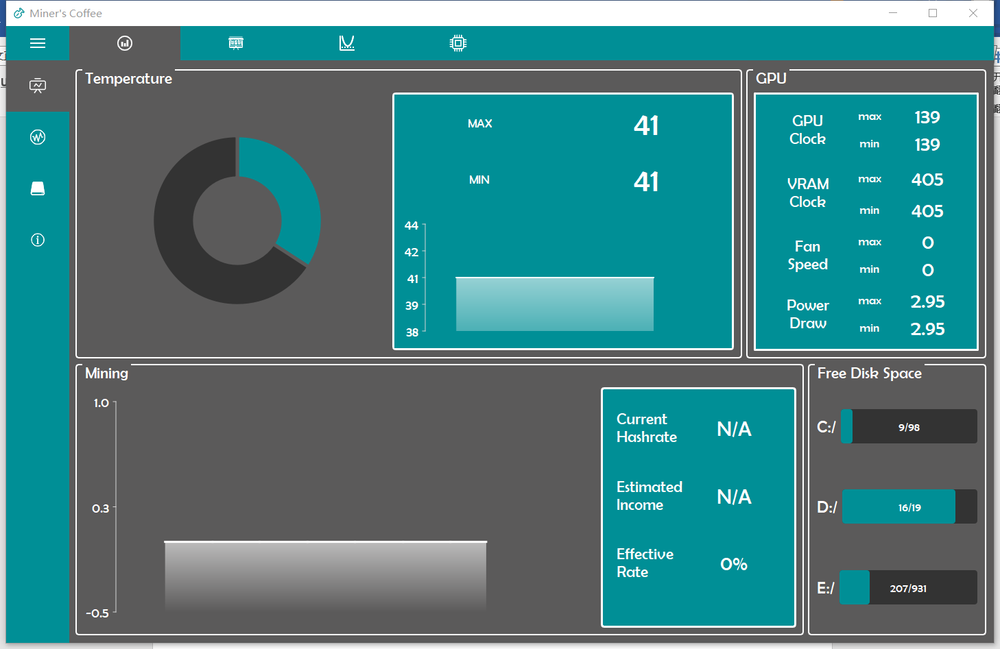 Miner's Coffee
Temperature
MAX 41
MIN 41
44
42
41
39
38
GPU
GPU
Clock
max 139
min 139
VRAM
Clock
max 405
min 405
Fan
Speed
max 0
min 0
Power
Draw
max 2.95
min 2.95
Mining
1.0
0.3
-0.5
Current
Hashrate
N/A
Estimated
Income
N/A
Effective
Rate
0%
Free Disk Space
C:/ 9/98
D:/ 16/19
E:/ 207/931